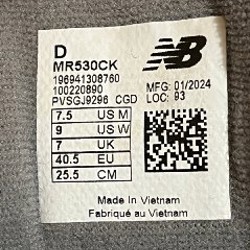 D
MR530CK
196941308760
100220890
PVSGJ9296 CGD
NB
MFG: 01/2024
LOC: 93
7.5 US M
9 US W
7 UK
40.5 EU
25.5 CM
Made in Vietnam
Fabriqué au Vietnam